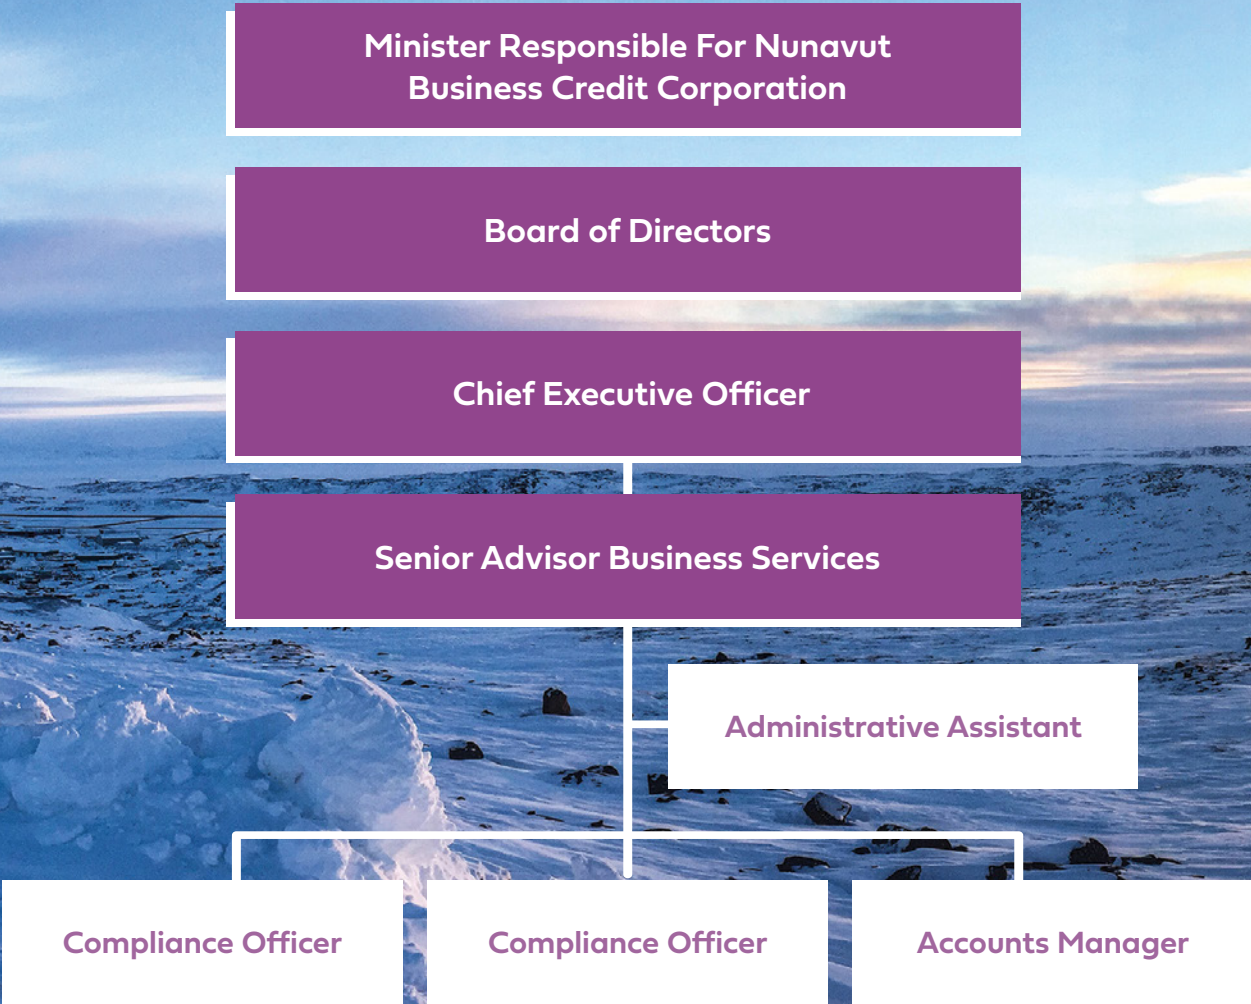 Minister Responsible For Nunavut
Business Credit Corporation
Board of Directors
Chief Executive Officer
Senior Advisor Business Services
Administrative Assistant
Compliance Officer
Compliance Officer
Accounts Manager